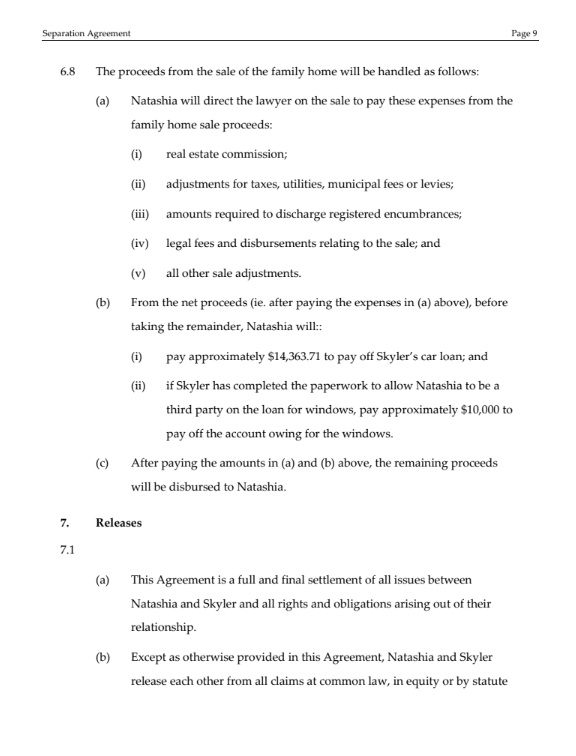 Separation Agreement Page 9
6.8 The proceeds from the sale of the family home will be handled as follows:
(a) Natashia will direct the lawyer on the sale to pay these expenses from the
family home sale proceeds:
(i) real estate commission;
(ii) adjustments for taxes, utilities, municipal fees or levies;
(iii) amounts required to discharge registered encumbrances;
(iv) legal fees and disbursements relating to the sale; and
(v) all other sale adjustments.
(b) From the net proceeds (ie. after paying the expenses in (a) above), before
taking the remainder, Natashia will::
(i) pay approximately $14,363.71 to pay off Skyler's car loan; and
(ii) if Skyler has completed the paperwork to allow Natashia to be a
third party on the loan for windows, pay approximately $10,000 to
pay off the account owing for the windows.
(c) After paying the amounts in (a) and (b) above, the remaining proceeds
will be disbursed to Natashia.
7. Releases
7.1
(a) This Agreement is a full and final settlement of all issues between
Natashia and Skyler and all rights and obligations arising out of their
relationship.
(b) Except as otherwise provided in this Agreement, Natashia and Skyler
release each other from all claims at common law, in equity or by statute